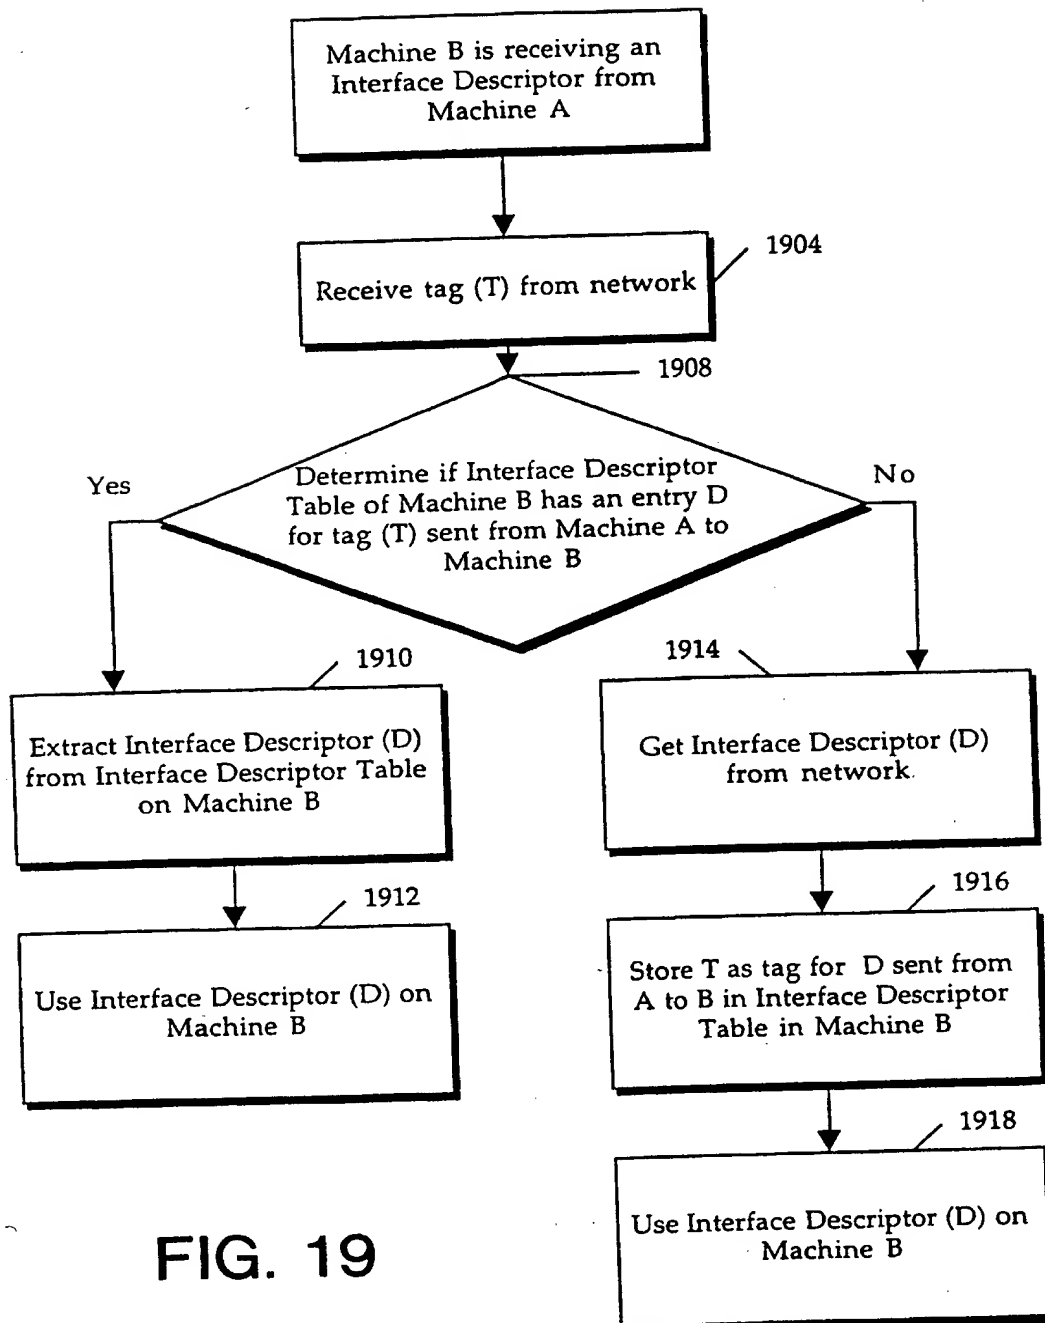 Machine B is receiving an
Interface Descriptor from
Machine A
Receive tag (T) from network
1904
1908
Determine if Interface Descriptor
Table of Machine B has an entry D
for tag (T) sent from Machine A to
Machine B
Yes
No
1910
Extract Interface Descriptor (D)
from Interface Descriptor Table
on Machine B
1912
Use Interface Descriptor (D) on
Machine B
1914
Get Interface Descriptor (D)
from network
1916
Store T as tag for D sent from
A to B in Interface Descriptor
Table in Machine B
1918
Use Interface Descriptor (D) on
Machine B
FIG. 19